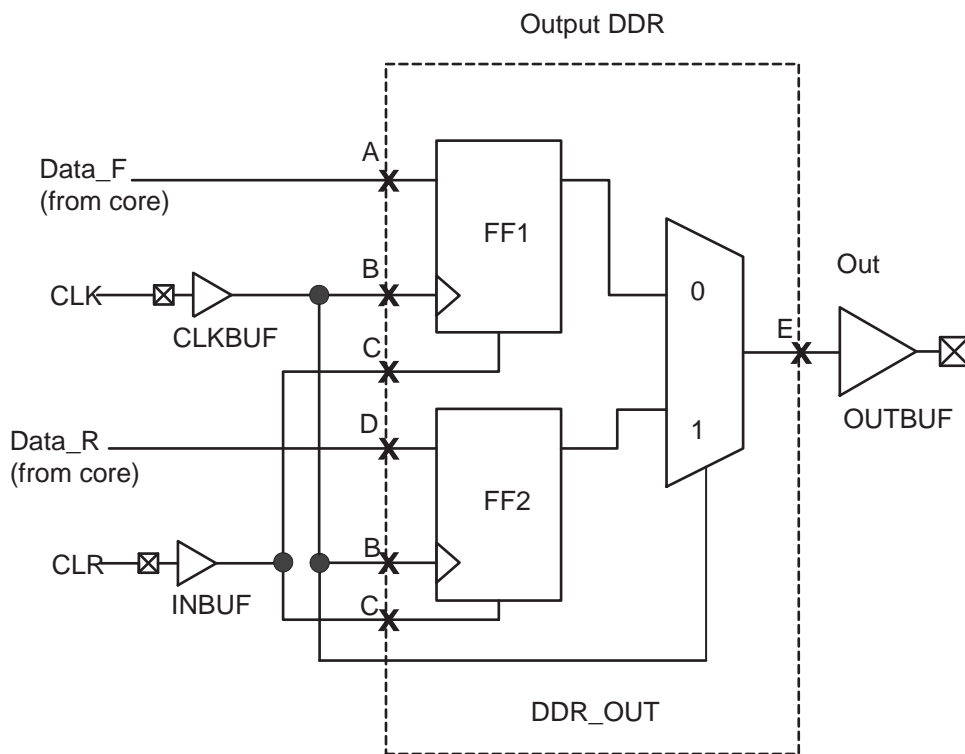 Output DDR
A
Data_F
(from core)
FF1
B
CLK
CLKBUF
0
Out
E
C
OUTBUF
D
1
Data_R
(from core)
FF2
B
CLR
INBUF
C
DDR_OUT